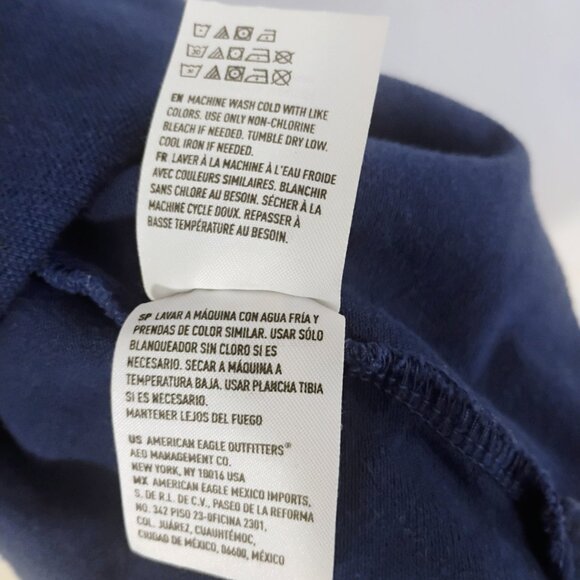 EN MACHINE WASH COLD WITH LIKE
COLORS. USE ONLY NON-CHLORINE
BLEACH IF NEEDED. TUMBLE DRY LOW.
COOL IRON IF NEEDED.
FR LAVER À LA MACHINE À L'EAU FROIDE
AVEC COULEURS SIMILAIRES. BLANCHIR
SANS CHLORE AU BESOIN. SÉCHER À LA
MACHINE CYCLE DOUX. REPASSER À
BASSE TEMPÉRATURE AU BESOIN.
SP LAVAR A MÁQUINA CON AGUA FRÍA Y
PRENDAS DE COLOR SIMILAR. USAR SÓLO
BLANQUEADOR SIN CLORO SI ES
NECESARIO. SECAR A MÁQUINA A
TEMPERATURA BAJA. USAR PLANCHA TIBIA
SI ES NECESARIO.
MANTENER LEJOS DEL FUEGO
US AMERICAN EAGLE OUTFITTERS®
AEO MANAGEMENT CO.
NEW YORK, NY 10016 USA
MX AMERICAN EAGLE MEXICO IMPORTS,
S. DE R.L. DE C.V., PASEO DE LA REFORMA
NO. 342 PISO 23-OFICINA 2301,
COL. JUÁREZ, CUAUHTÉMOC,
CIUDAD DE MÉXICO, 06600, MÉXICO